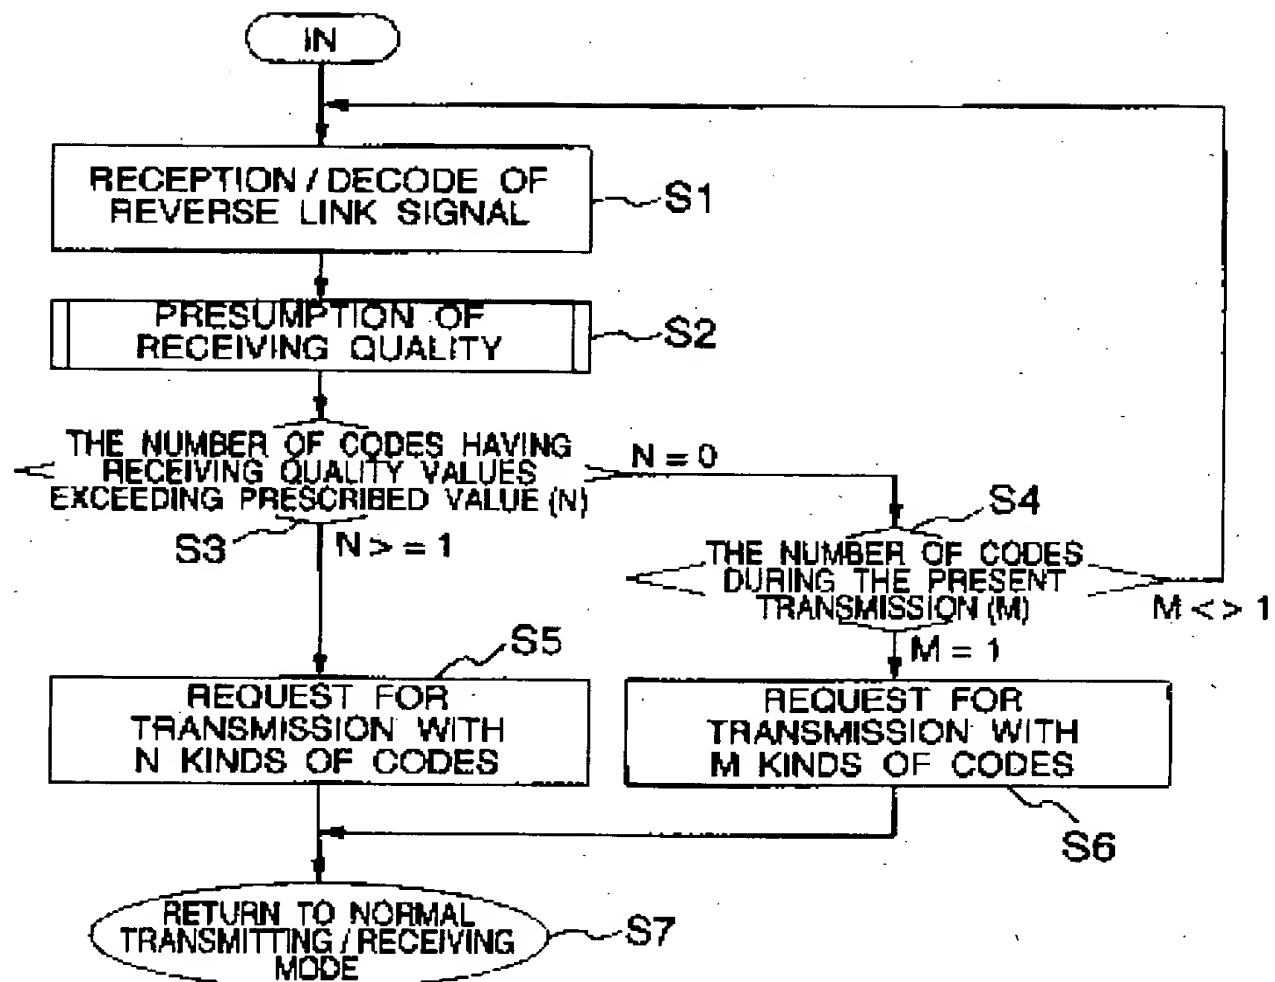 IN
RECEPTION / DECODE OF
REVERSE LINK SIGNAL
S1
PRESUMPTION OF
RECEIVING QUALITY
S2
THE NUMBER OF CODES HAVING
RECEIVING QUALITY VALUES
EXCEEDING PRESCRIBED VALUE (N)
N = 0
S3
N > = 1
S4
THE NUMBER OF CODES
DURING THE PRESENT
TRANSMISSION (M)
M < > 1
M = 1
S5
REQUEST FOR
TRANSMISSION WITH
N KINDS OF CODES
REQUEST FOR
TRANSMISSION WITH
M KINDS OF CODES
S6
RETURN TO NORMAL
TRANSMITTING / RECEIVING
MODE
S7